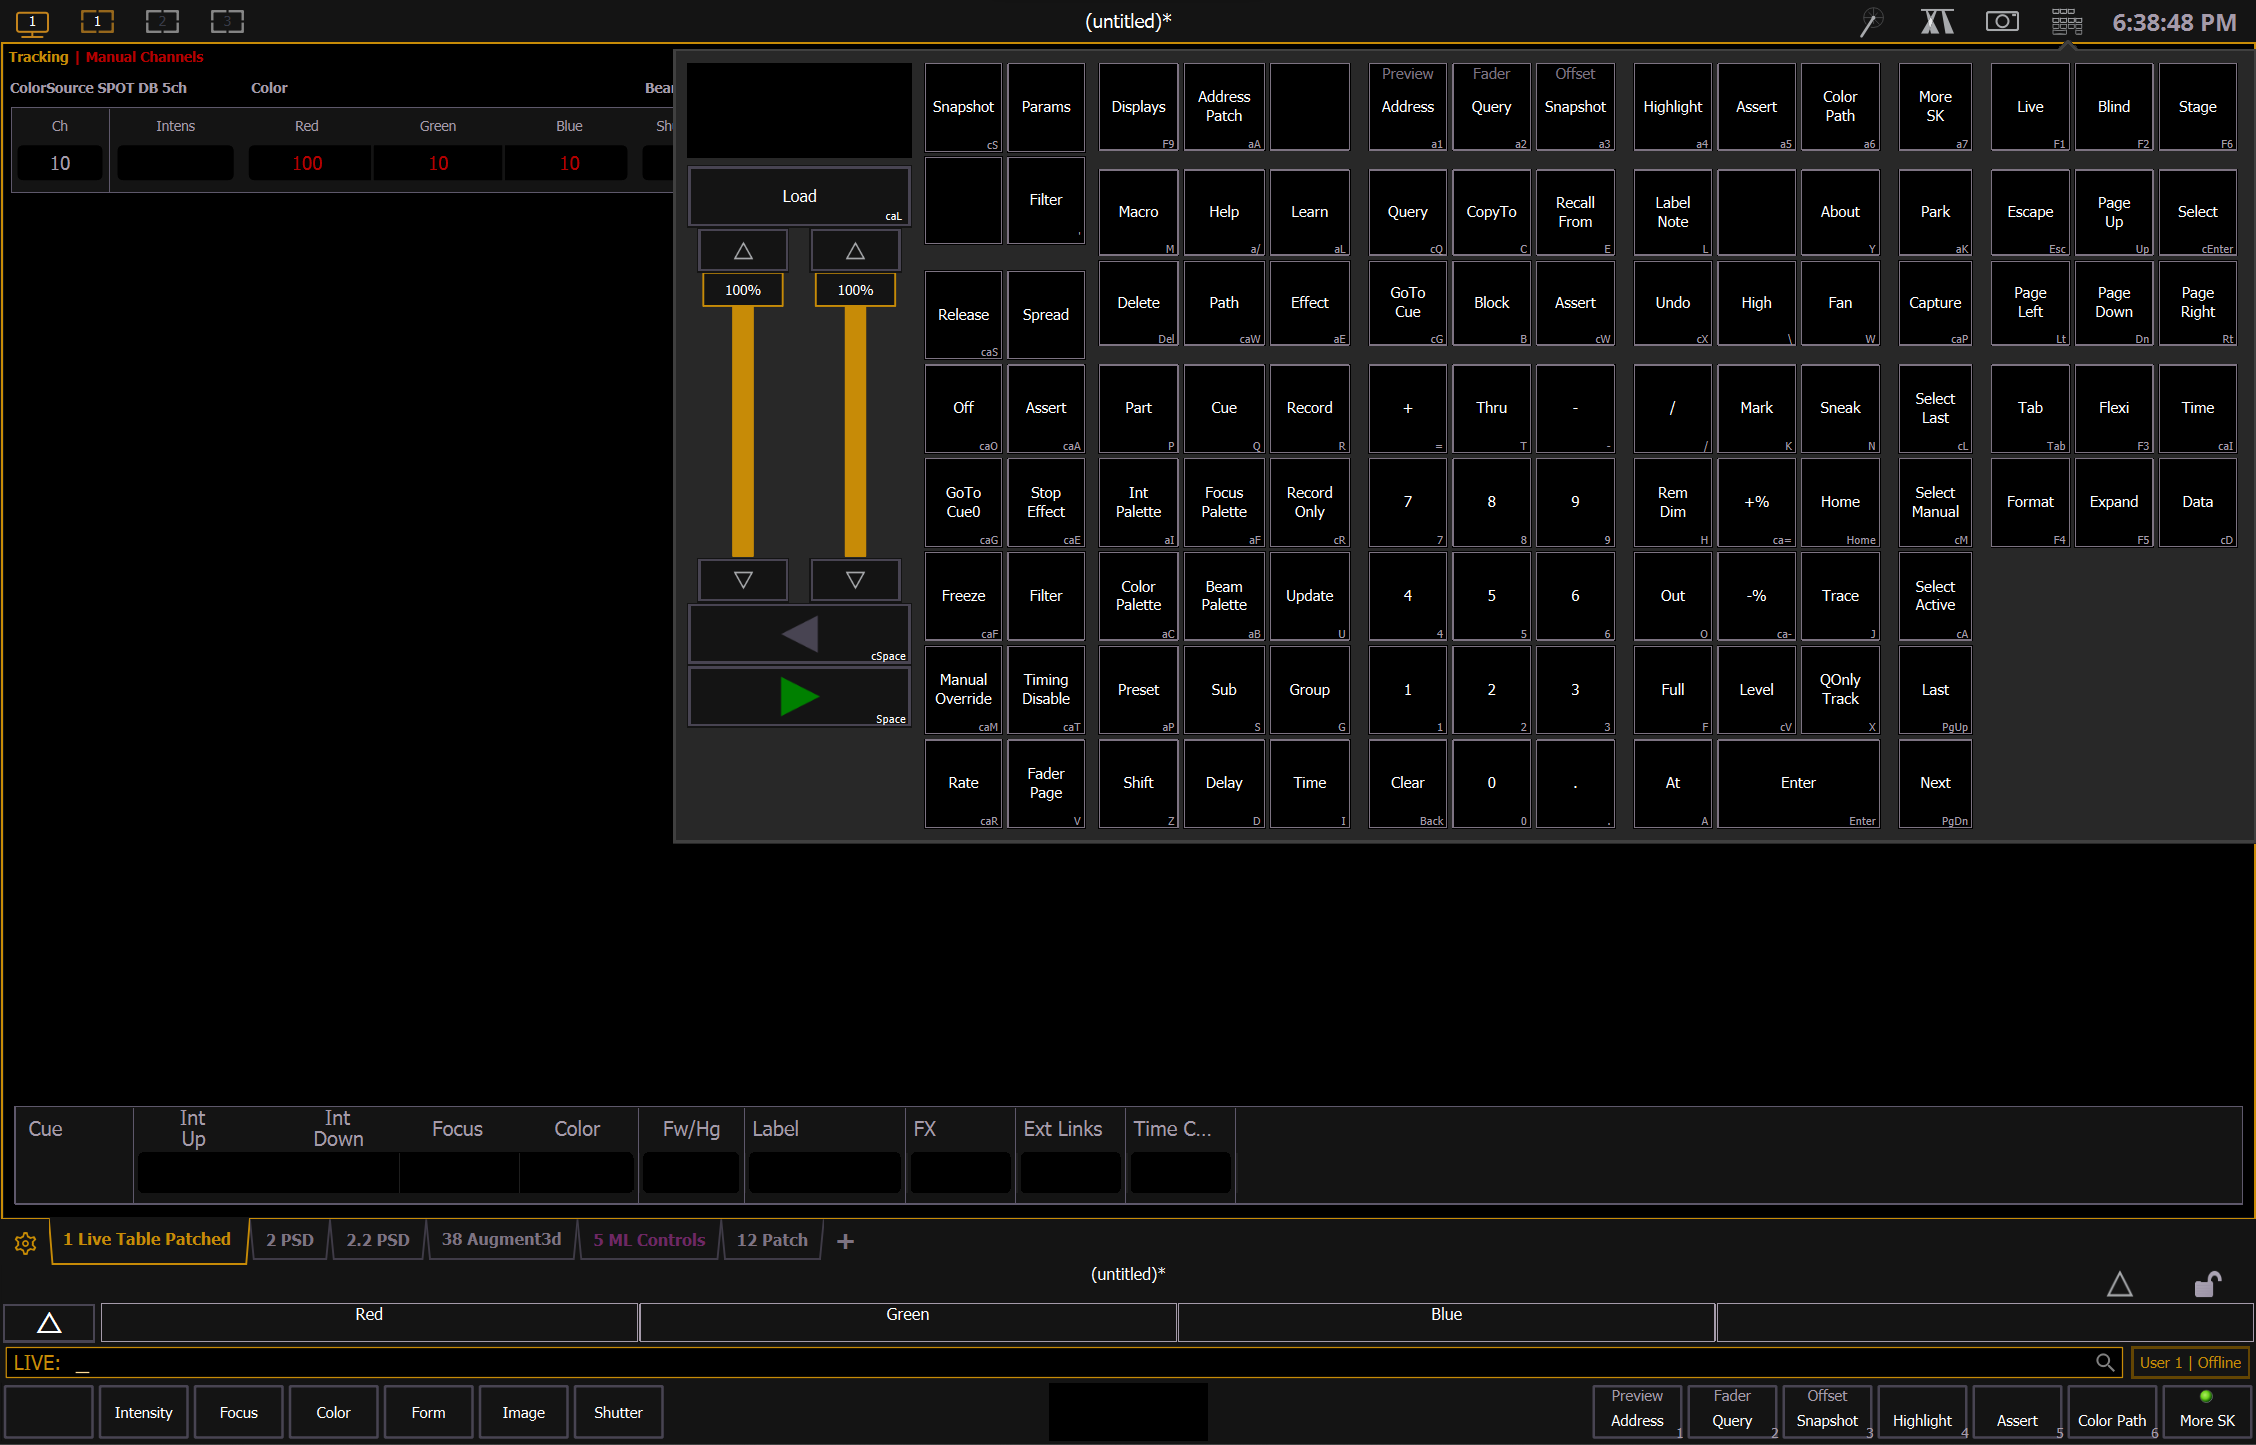 1 1 2 3 (untitled)* 6:38:48 PM
Tracking | Manual Channels
ColorSource SPOT DB 5ch Color Bea
Ch Intens Red Green Blue Sh
10 100 10 10
Load
caL
100% 100%
cSpace
Space
Snapshot
cS
Params
Filter
,
Release
caS
Spread
Off
caO
Assert
caA
GoTo
Cue0
caG
Stop
Effect
caE
Freeze
caF
Filter
Manual
Override
caM
Timing
Disable
caT
Rate
caR
Fader
Page
V
Displays
F9
Address
Patch
aA
Macro
M
Help
a/
Learn
aL
Delete
Del
Path
caW
Effect
aE
Part
P
Cue
Q
Record
R
Int
Palette
aI
Focus
Palette
aF
Record
Only
cR
Color
Palette
aC
Beam
Palette
aB
Update
U
Preset
aP
Sub
S
Group
G
Shift
Z
Delay
D
Time
I
Preview
Address
a1
Fader
Query
a2
Offset
Snapshot
a3
Query
cQ
CopyTo
C
Recall
From
E
GoTo
Cue
cG
Block
B
Assert
cW
+
=
Thru
T
-
-
7
7
8
8
9
9
4
4
5
5
6
6
1
1
2
2
3
3
Clear
Back
0
0
.
.
Highlight
a4
Assert
a5
Color
Path
a6
Label
Note
L
About
Y
Undo
cX
High
\
Fan
W
/
/
Mark
K
Sneak
N
Rem
Dim
H
+%
ca=
Home
Home
Out
O
-%
ca-
Trace
J
Full
F
Level
cV
QOnly
Track
X
At
A
Enter
Enter
More
SK
a7
Park
aK
Capture
caP
Select
Last
cL
Select
Manual
cM
Select
Active
cA
Last
PgUp
Next
PgDn
Live
F1
Blind
F2
Stage
F6
Escape
Esc
Page
Up
Up
Select
cEnter
Page
Left
Lt
Page
Down
Dn
Page
Right
Rt
Tab
Tab
Flexi
F3
Time
caI
Format
F4
Expand
F5
Data
cD
Cue Int Up Int Down Focus Color Fw/Hg Label FX Ext Links Time C...
1 Live Table Patched 2 PSD 2.2 PSD 38 Augment3d 5 ML Controls 12 Patch +
(untitled)*
Red Green Blue
LIVE: _ User 1 | Offline
Intensity Focus Color Form Image Shutter
Preview
Address
1
Fader
Query
2
Offset
Snapshot
3
Highlight
4
Assert
5
Color Path
6
More SK